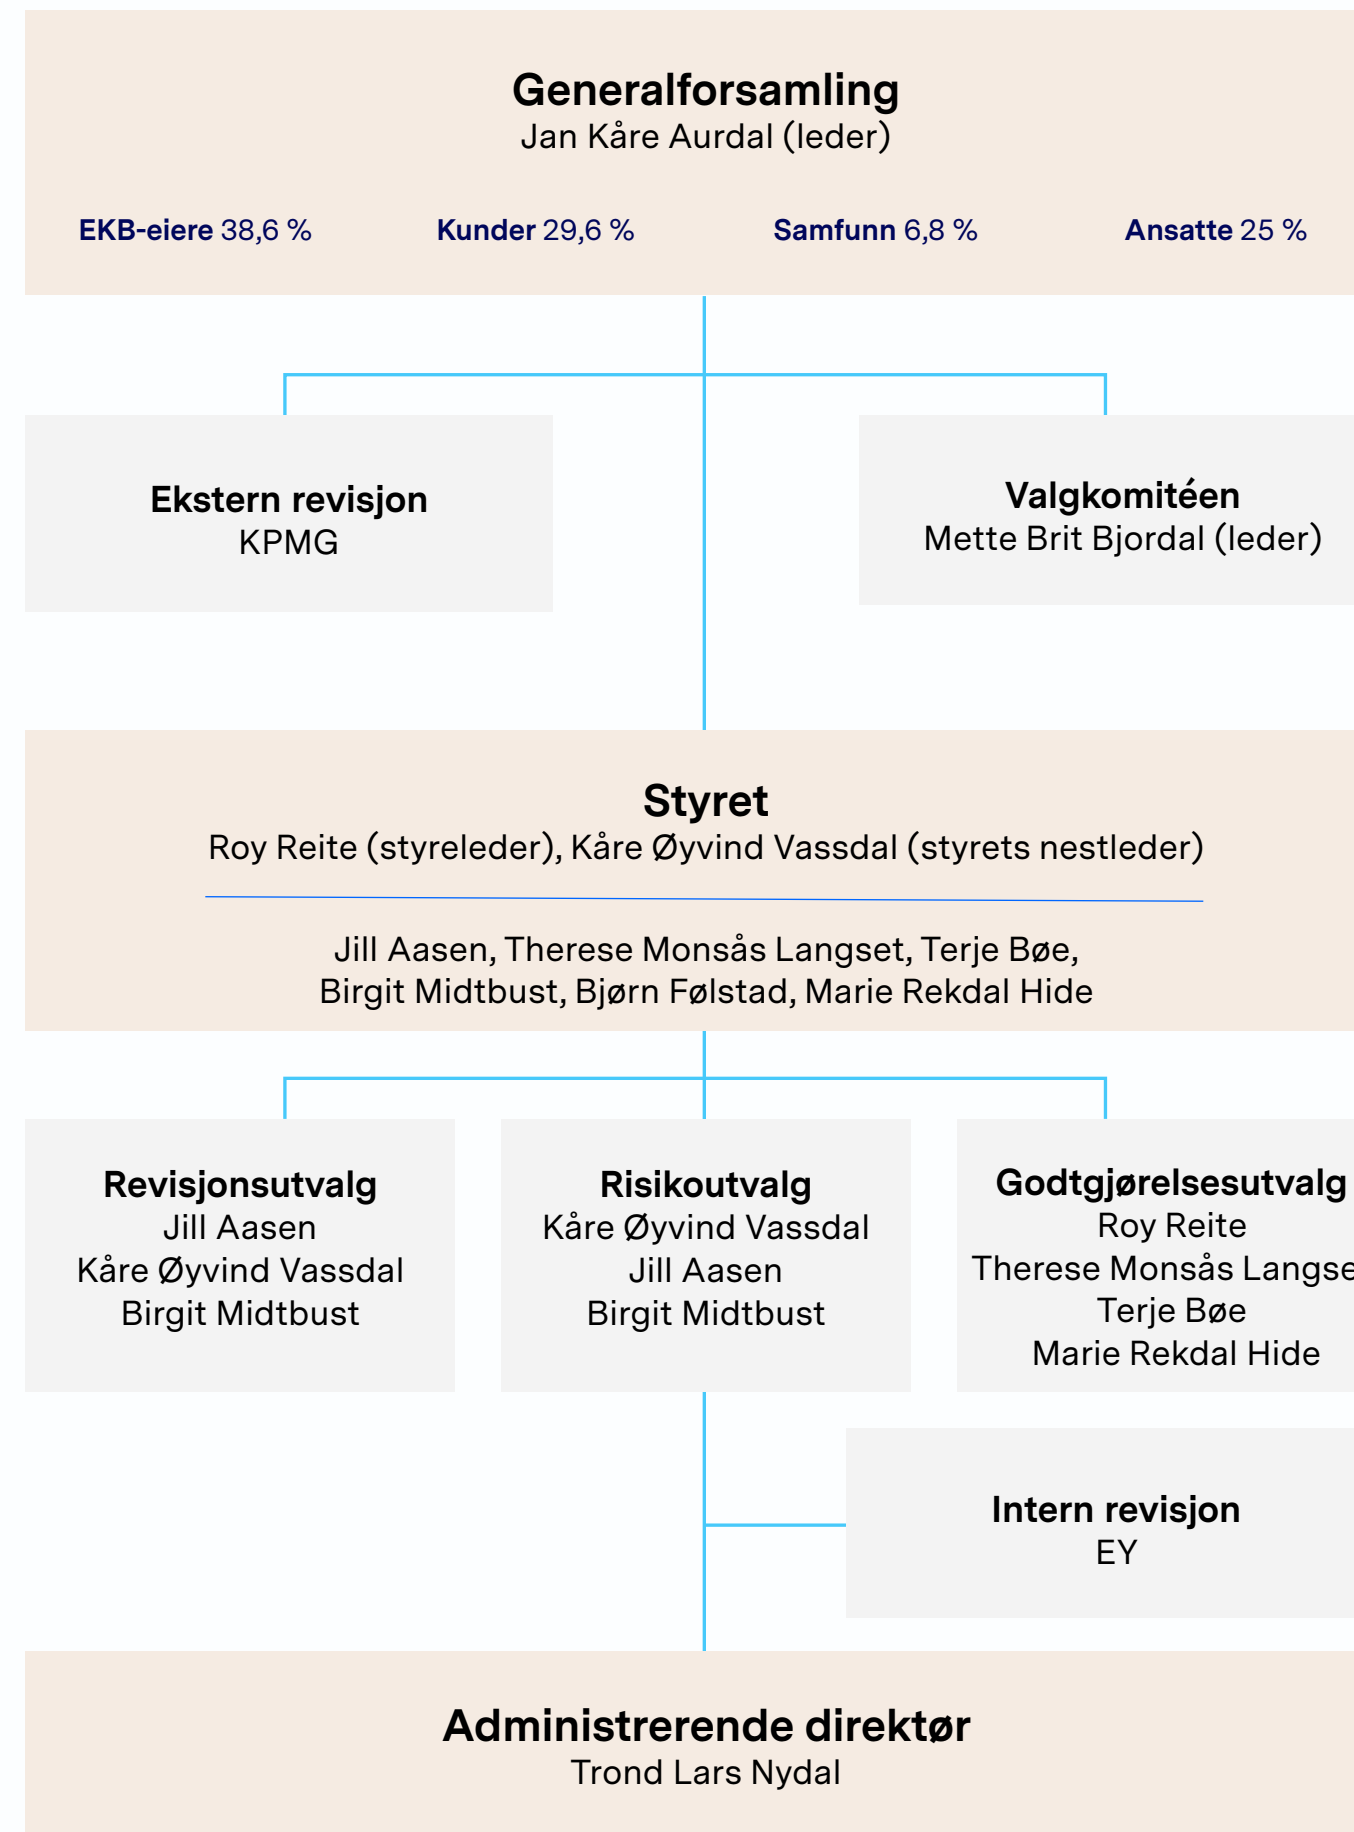 Generalforsamling
Jan Kåre Aurdal (leder)
EKB-eiere 38,6 %
Kunder 29,6 %
Samfunn 6,8 %
Ansatte 25 %
Ekstern revisjon
KPMG
Valgkomitéen
Mette Brit Bjordal (leder)
Styret
Roy Reite (styreleder), Kåre Øyvind Vassdal (styrets nestleder)
Jill Aasen, Therese Monsås Langset, Terje Bøe,
Birgit Midtbust, Bjørn Følstad, Marie Rekdal Hide
Revisjonsutvalg
Jill Aasen
Kåre Øyvind Vassdal
Birgit Midtbust
Risikoutvalg
Kåre Øyvind Vassdal
Jill Aasen
Birgit Midtbust
Godtgjørelsesutvalg
Roy Reite
Therese Monsås Langse
Terje Bøe
Marie Rekdal Hide
Intern revisjon
EY
Administrerende direktør
Trond Lars Nydal